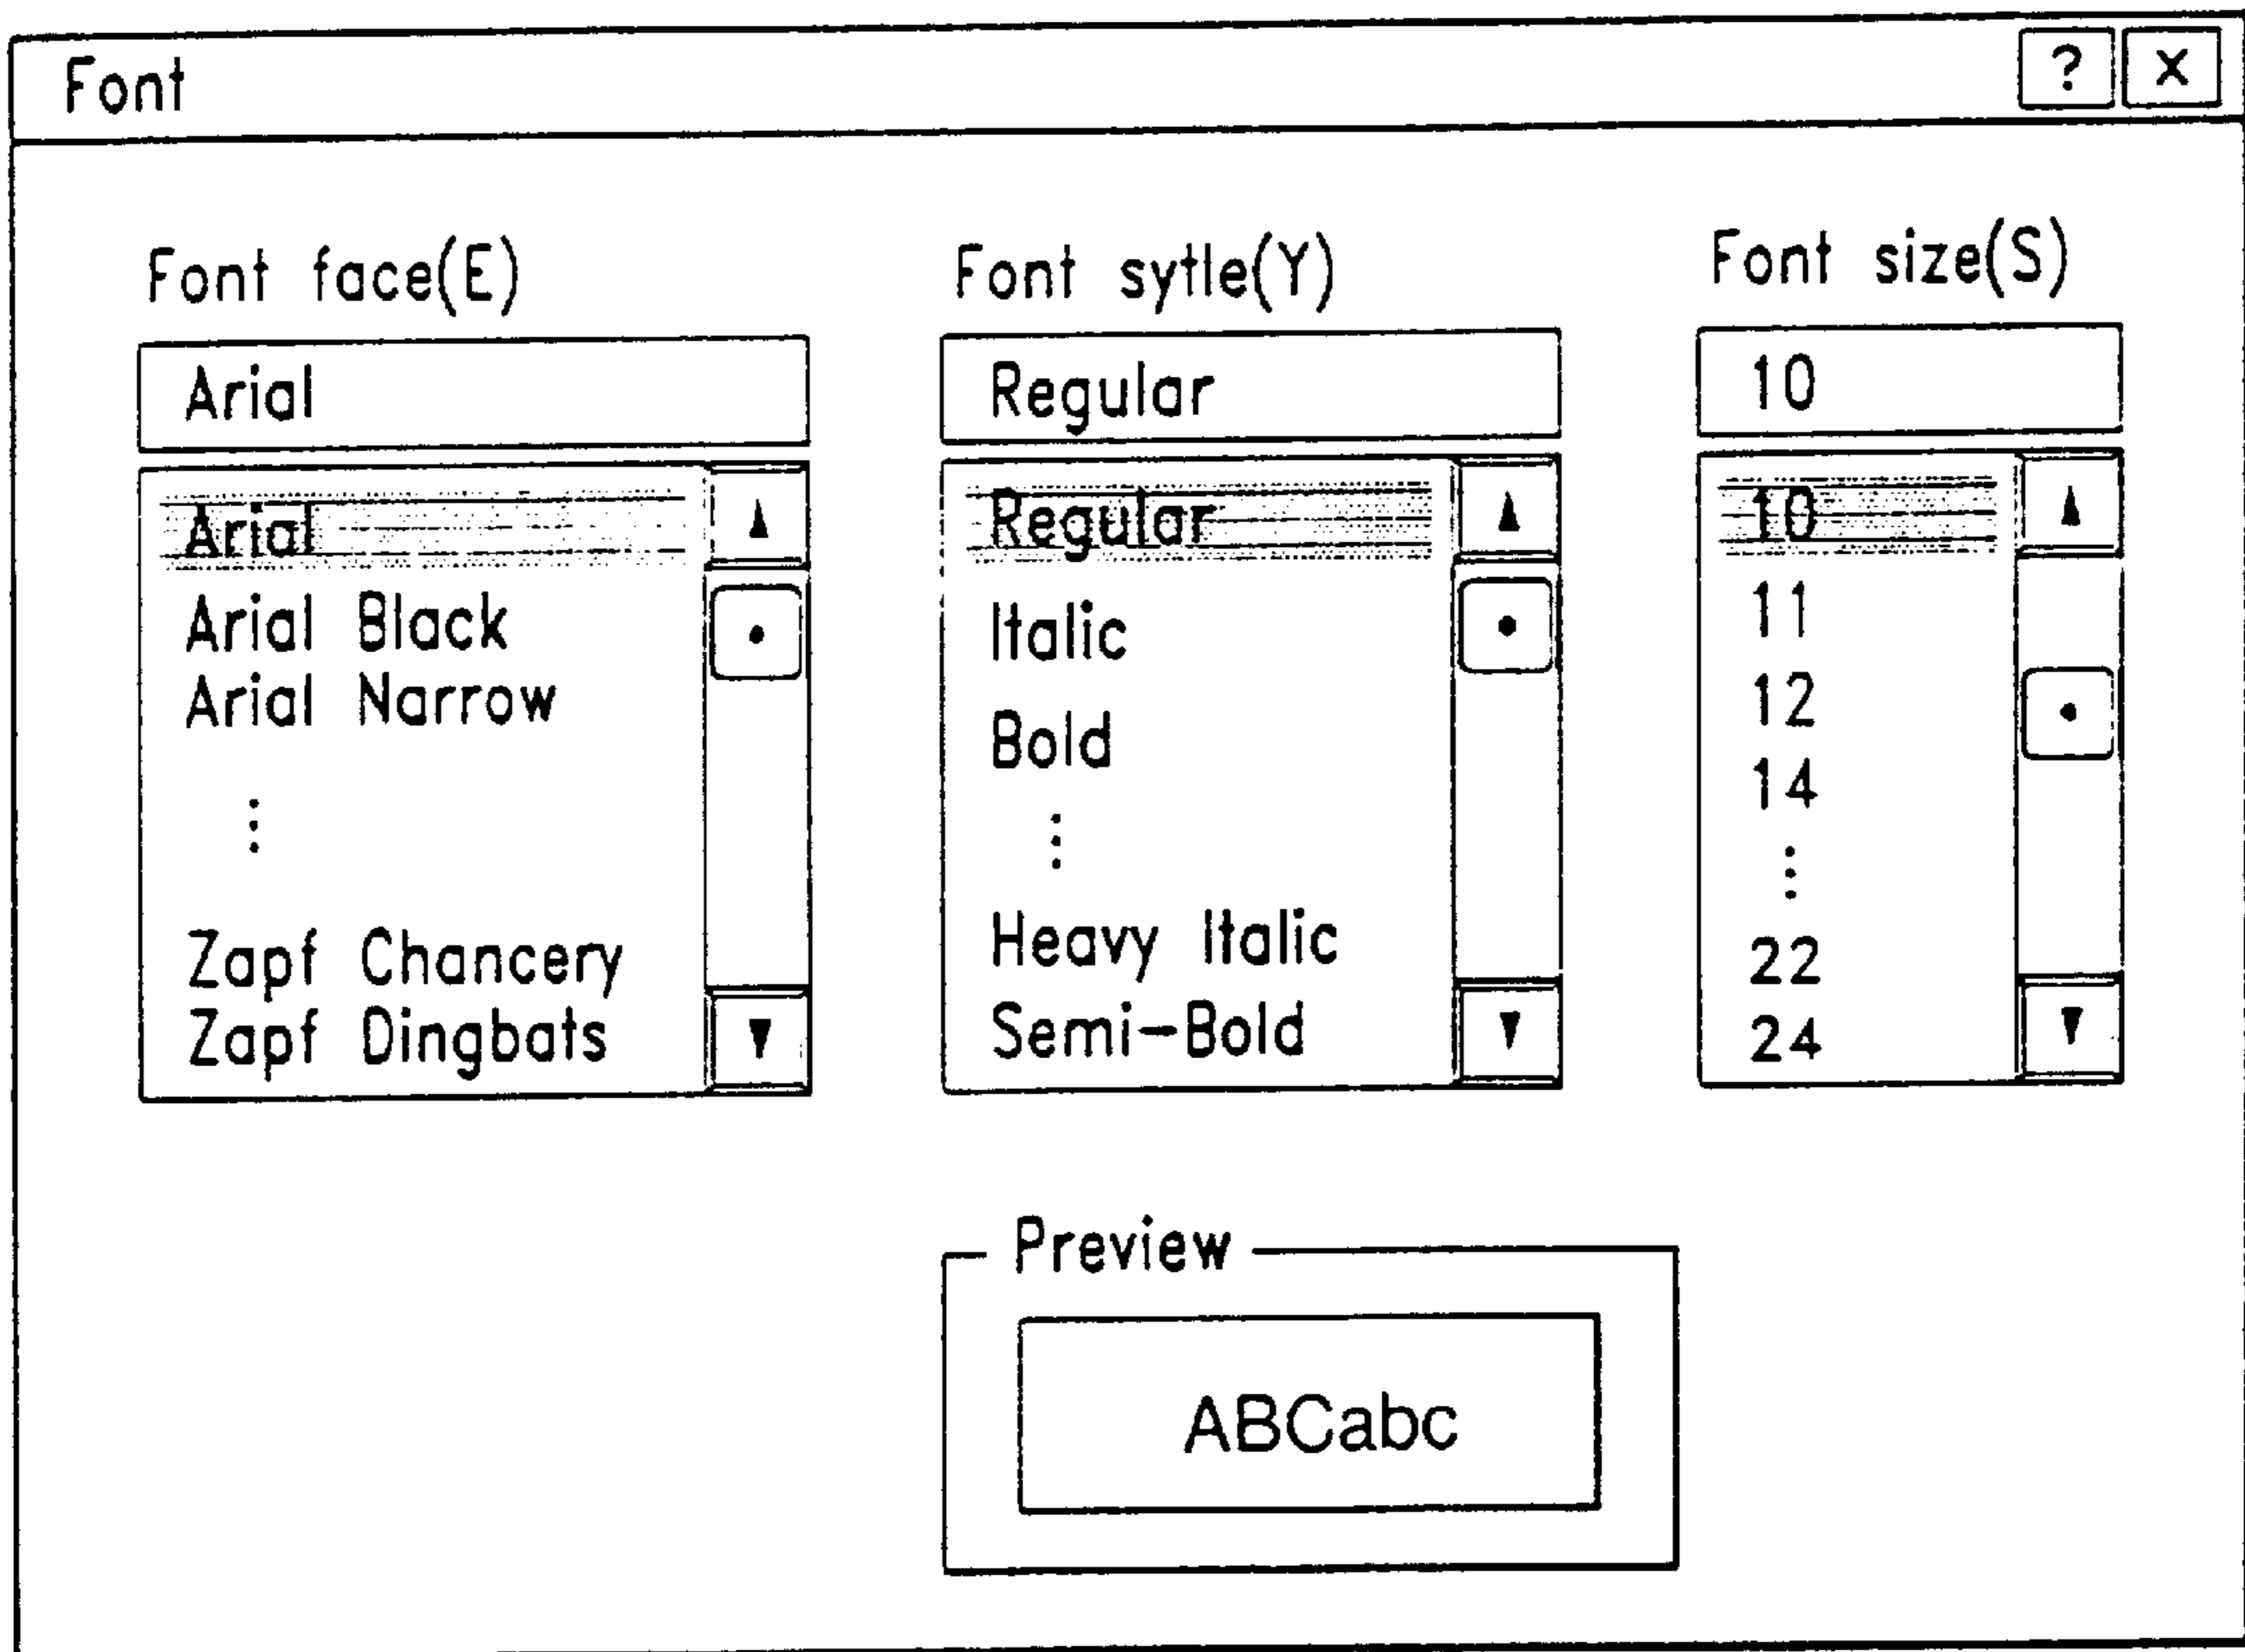 Font ? X
Font face(E)
Arial
Arial
Arial Black
Arial Narrow
⋮
Zapf Chancery
Zapf Dingbats
Font sytle(Y)
Regular
Regular
Italic
Bold
⋮
Heavy Italic
Semi-Bold
Font size(S)
10
10
11
12
14
⋮
22
24
Preview
ABCabc